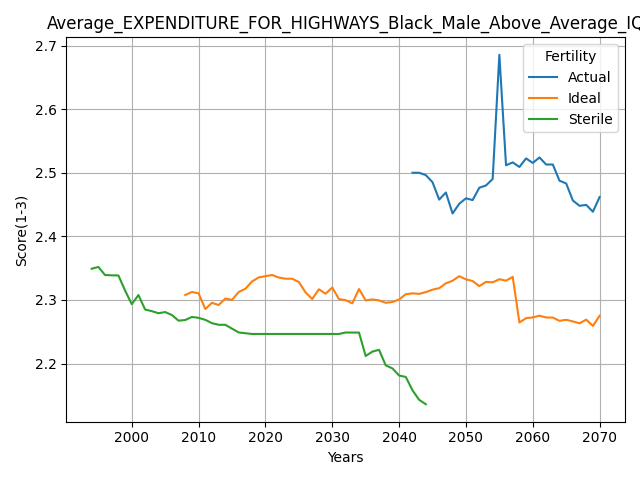 Average_EXPENDITURE_FOR_HIGHWAYS_Black_Male_Above_Average_IQ
2.7
2.6
2.5
2.4
2.3
2.2
Score(1-3)
Fertility
Actual
Ideal
Sterile
2000 2010 2020 2030 2040 2050 2060 2070
Years